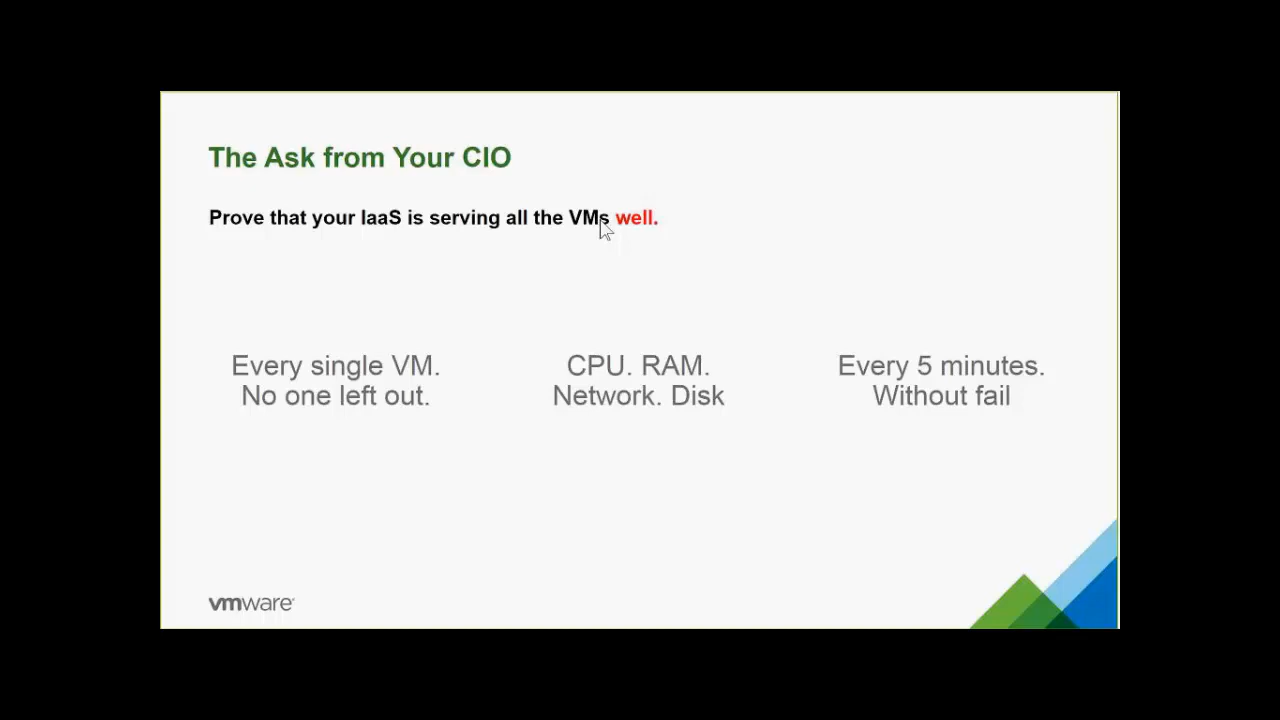 The Ask from Your CIO
Prove that your IaaS is serving all the VMs well.
Every single VM.
No one left out.
CPU. RAM.
Network. Disk
Every 5 minutes.
Without fail
vmware